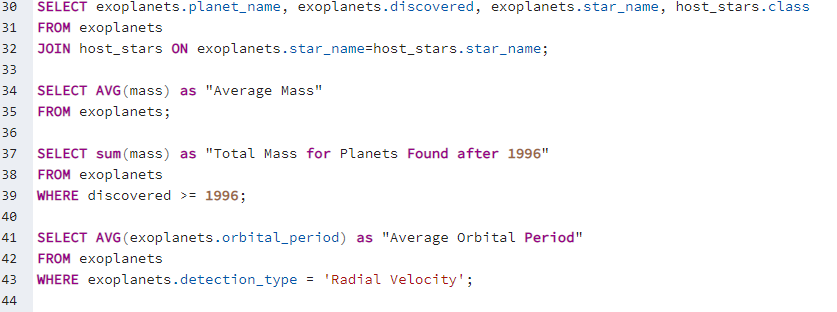 30 SELECT exoplanets.planet_name, exoplanets.discovered, exoplanets.star_name, host_stars.class
31 FROM exoplanets
32 JOIN host_stars ON exoplanets.star_name=host_stars.star_name;
33
34 SELECT AVG(mass) as "Average Mass"
35 FROM exoplanets;
36
37 SELECT sum(mass) as "Total Mass for Planets Found after 1996"
38 FROM exoplanets
39 WHERE discovered >= 1996;
40
41 SELECT AVG(exoplanets.orbital_period) as "Average Orbital Period"
42 FROM exoplanets
43 WHERE exoplanets.detection_type = 'Radial Velocity';
44